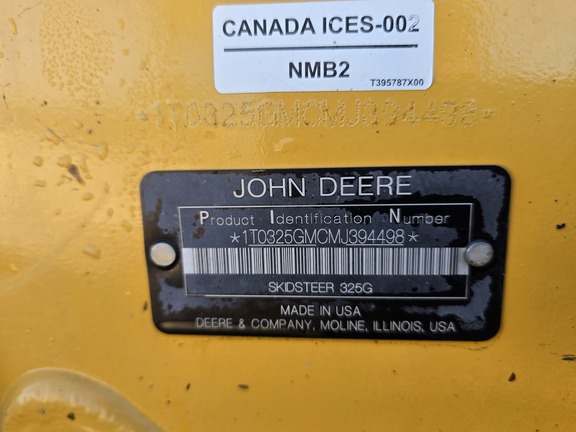 CANADA ICES-002
NMB2
T395787X00
*1T0325GMCMJ394498*
JOHN DEERE
Product Identification Number
*1T0325GMCMJ394498*
SKIDSTEER 325G
MADE IN USA
DEERE & COMPANY, MOLINE, ILLINOIS, USA